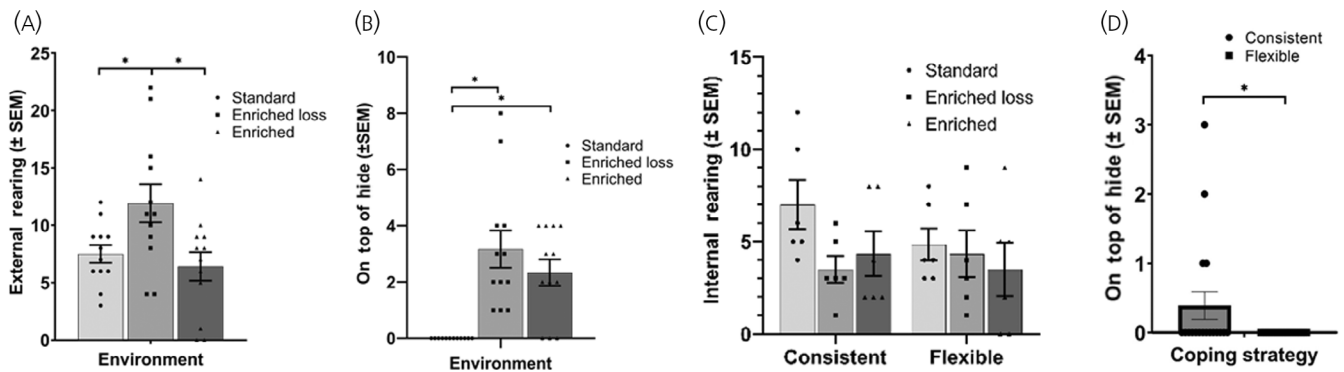 (A)
External rearing (± SEM)
25
20
15
10
5
0
*
*
Standard
Enriched loss
Enriched
Environment
(B)
On top of hide (±SEM)
10
8
6
4
2
0
*
*
Standard
Enriched loss
Enriched
Environment
(C)
Internal rearing (± SEM)
15
10
5
0
Standard
Enriched loss
Enriched
Consistent
Flexible
(D)
On top of hide (± SEM)
4
3
2
1
0
Consistent
Flexible
*
Coping strategy